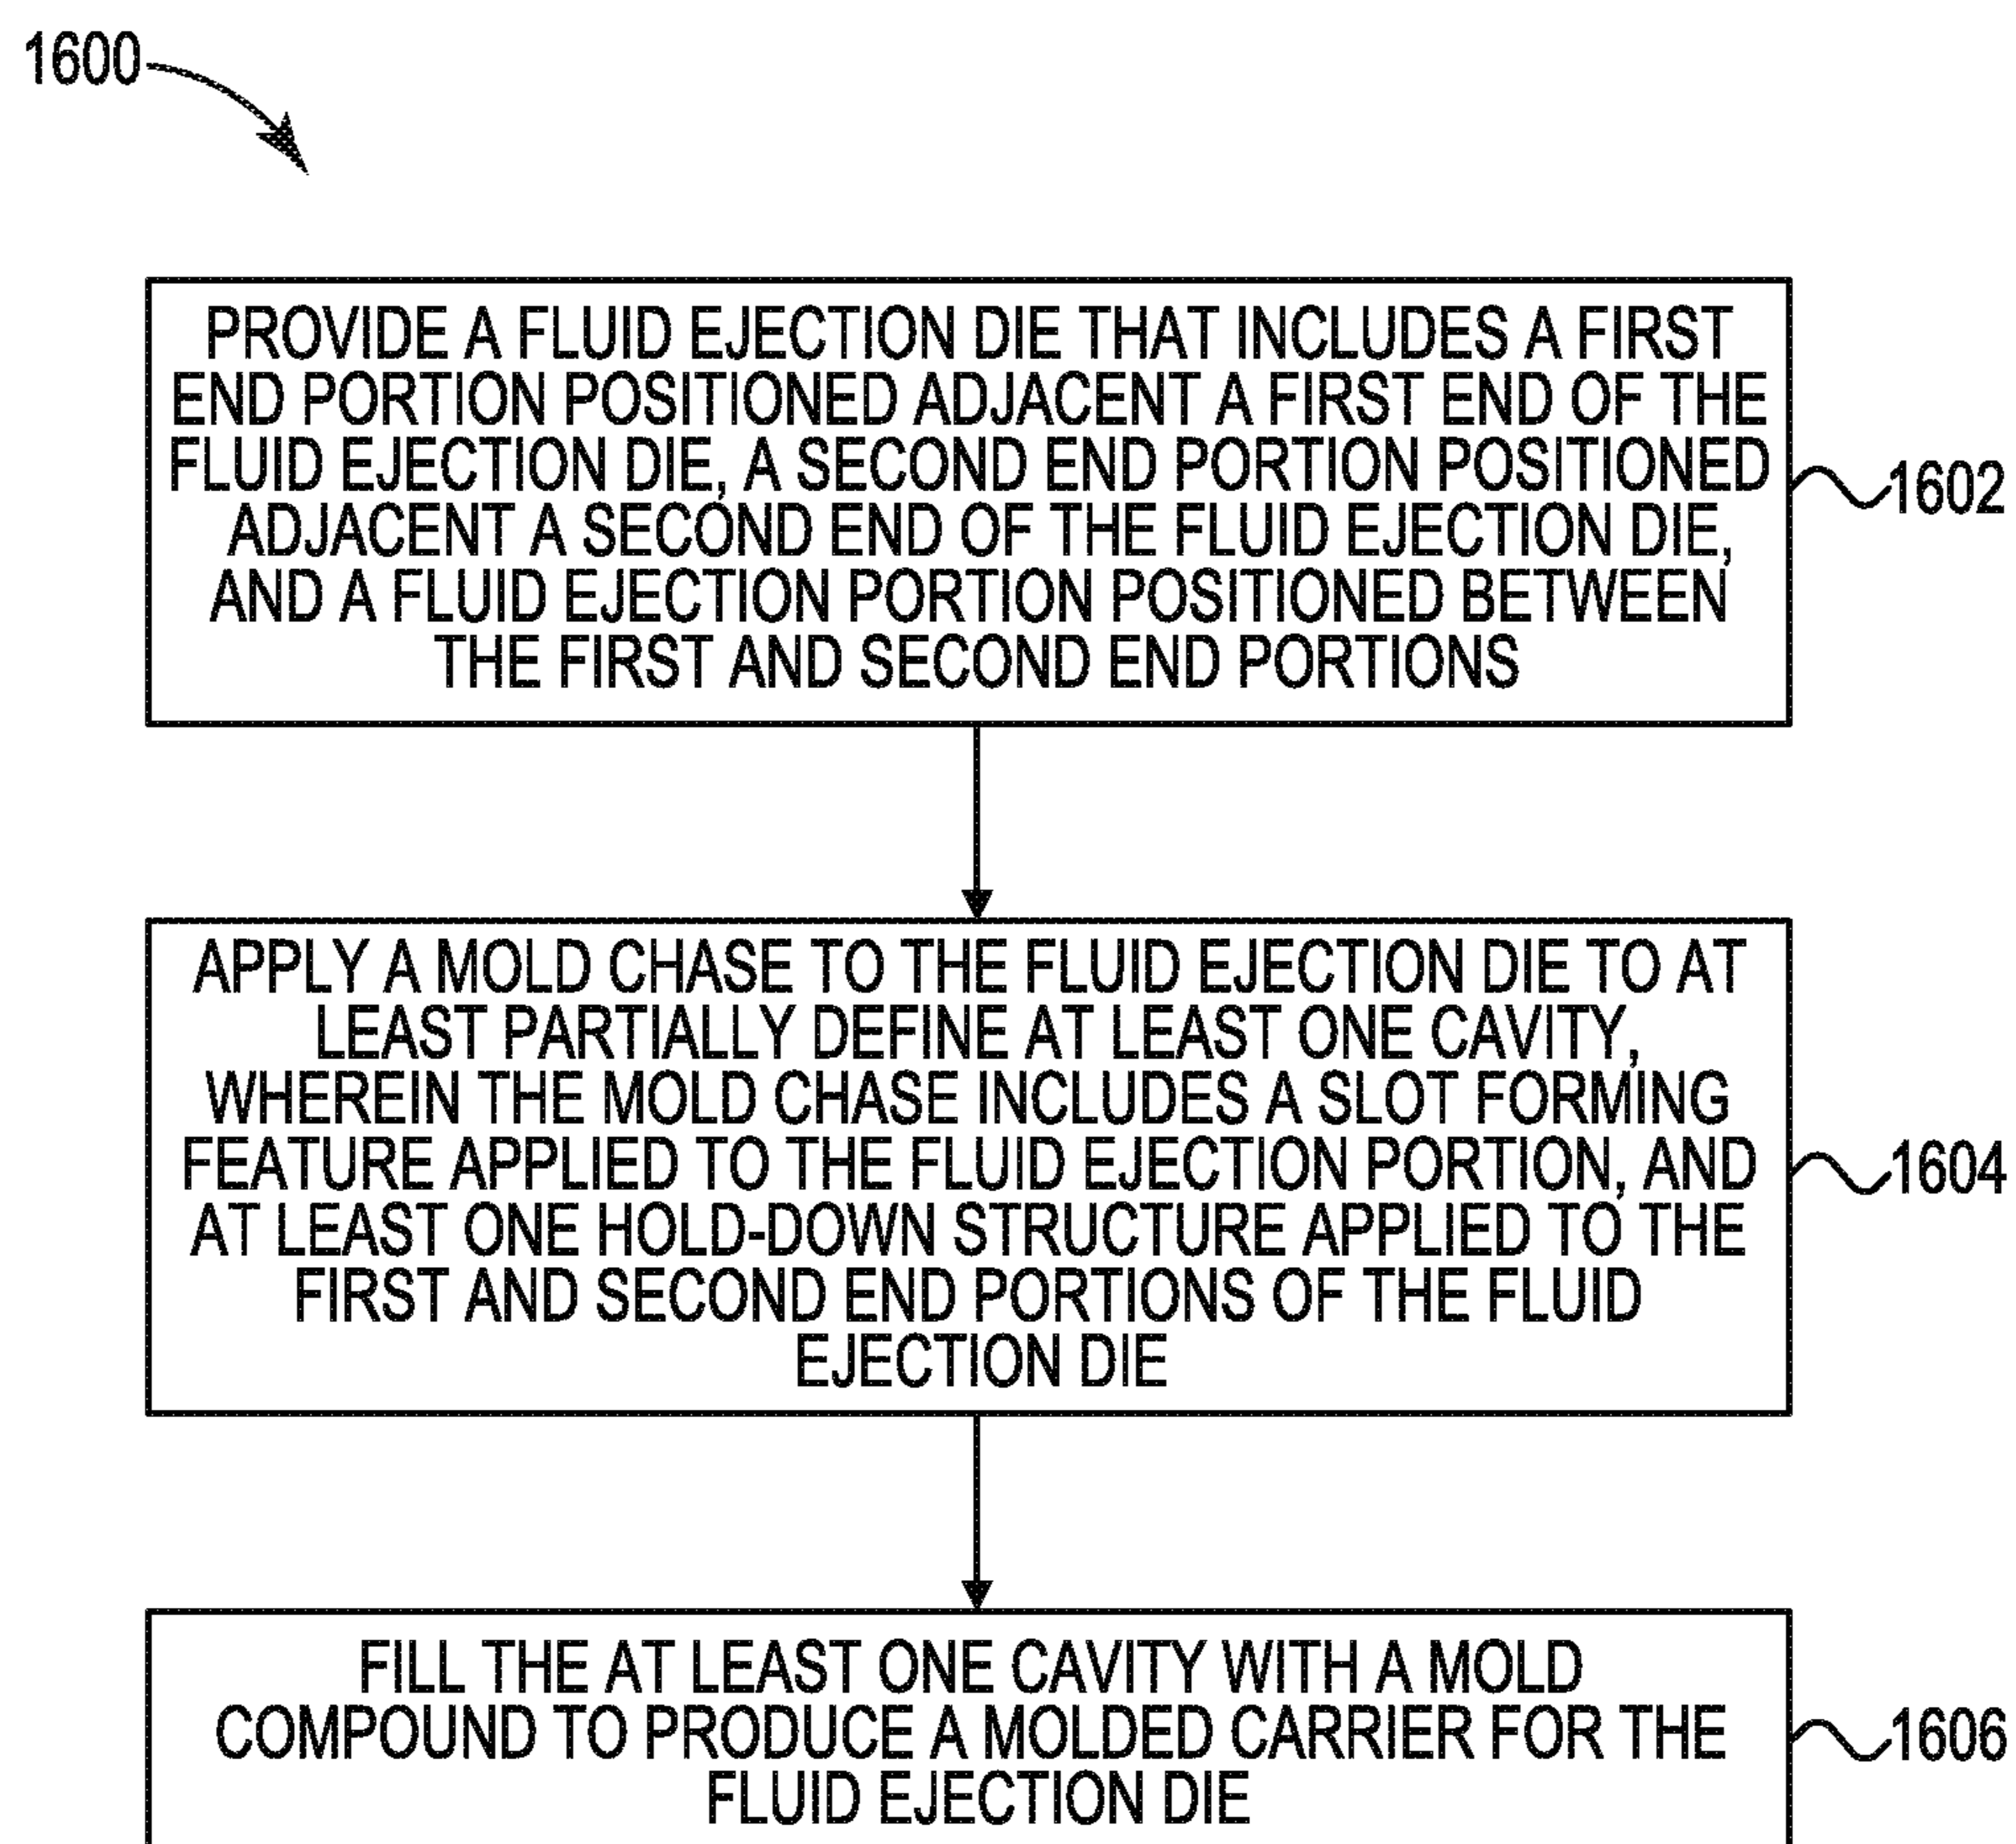 1600
PROVIDE A FLUID EJECTION DIE THAT INCLUDES A FIRST
END PORTION POSITIONED ADJACENT A FIRST END OF THE
FLUID EJECTION DIE, A SECOND END PORTION POSITIONED
ADJACENT A SECOND END OF THE FLUID EJECTION DIE,
AND A FLUID EJECTION PORTION POSITIONED BETWEEN
THE FIRST AND SECOND END PORTIONS
1602
APPLY A MOLD CHASE TO THE FLUID EJECTION DIE TO AT
LEAST PARTIALLY DEFINE AT LEAST ONE CAVITY,
WHEREIN THE MOLD CHASE INCLUDES A SLOT FORMING
FEATURE APPLIED TO THE FLUID EJECTION PORTION, AND
AT LEAST ONE HOLD-DOWN STRUCTURE APPLIED TO THE
FIRST AND SECOND END PORTIONS OF THE FLUID
EJECTION DIE
1604
FILL THE AT LEAST ONE CAVITY WITH A MOLD
COMPOUND TO PRODUCE A MOLDED CARRIER FOR THE
FLUID EJECTION DIE
1606